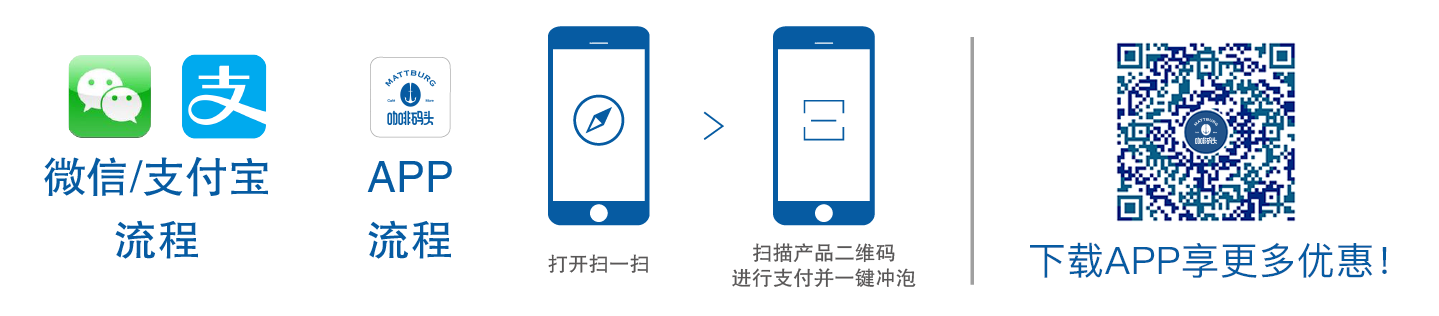 支
微信/支付宝
流程
MATTBURG
Café Store
咖啡码头
APP
流程
打开扫一扫
>
扫描产品二维码
进行支付并一键冲泡
MATTBURG
咖啡码头
下载APP享更多优惠!